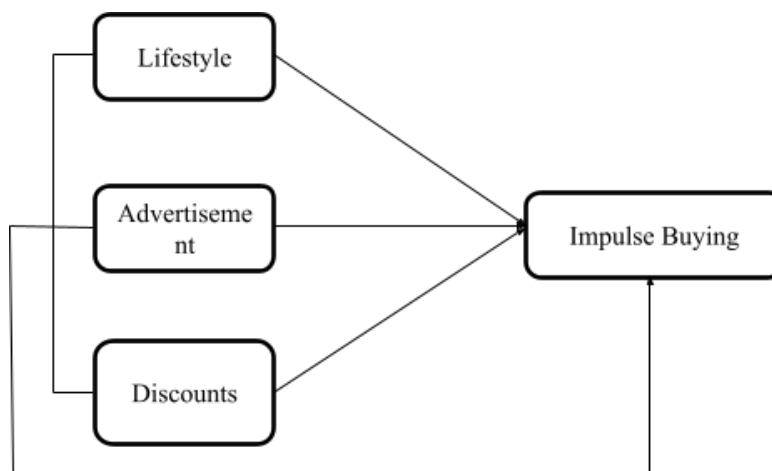 Lifestyle
Advertiseme
nt
Impulse Buying
Discounts